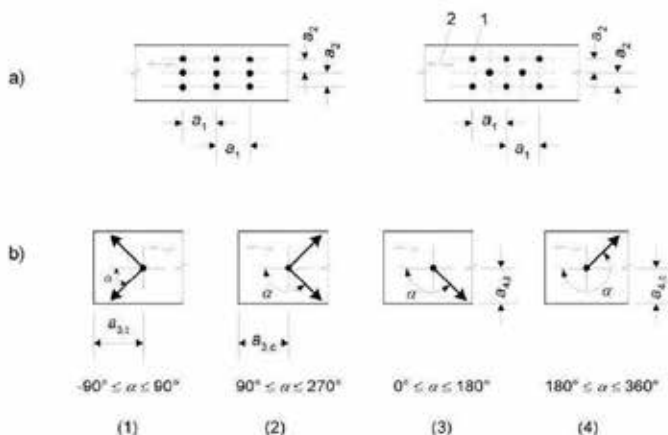 2 1
a₂ a₂
a₂ a₂
a)
a₁ a₁
a₁ a₁
b)
α α α α
a₄,t a₄,c
a₃,t a₃,c
-90° ≤ α ≤ 90° 90° ≤ α ≤ 270° 0° ≤ α ≤ 180° 180° ≤ α ≤ 360°
(1) (2) (3) (4)